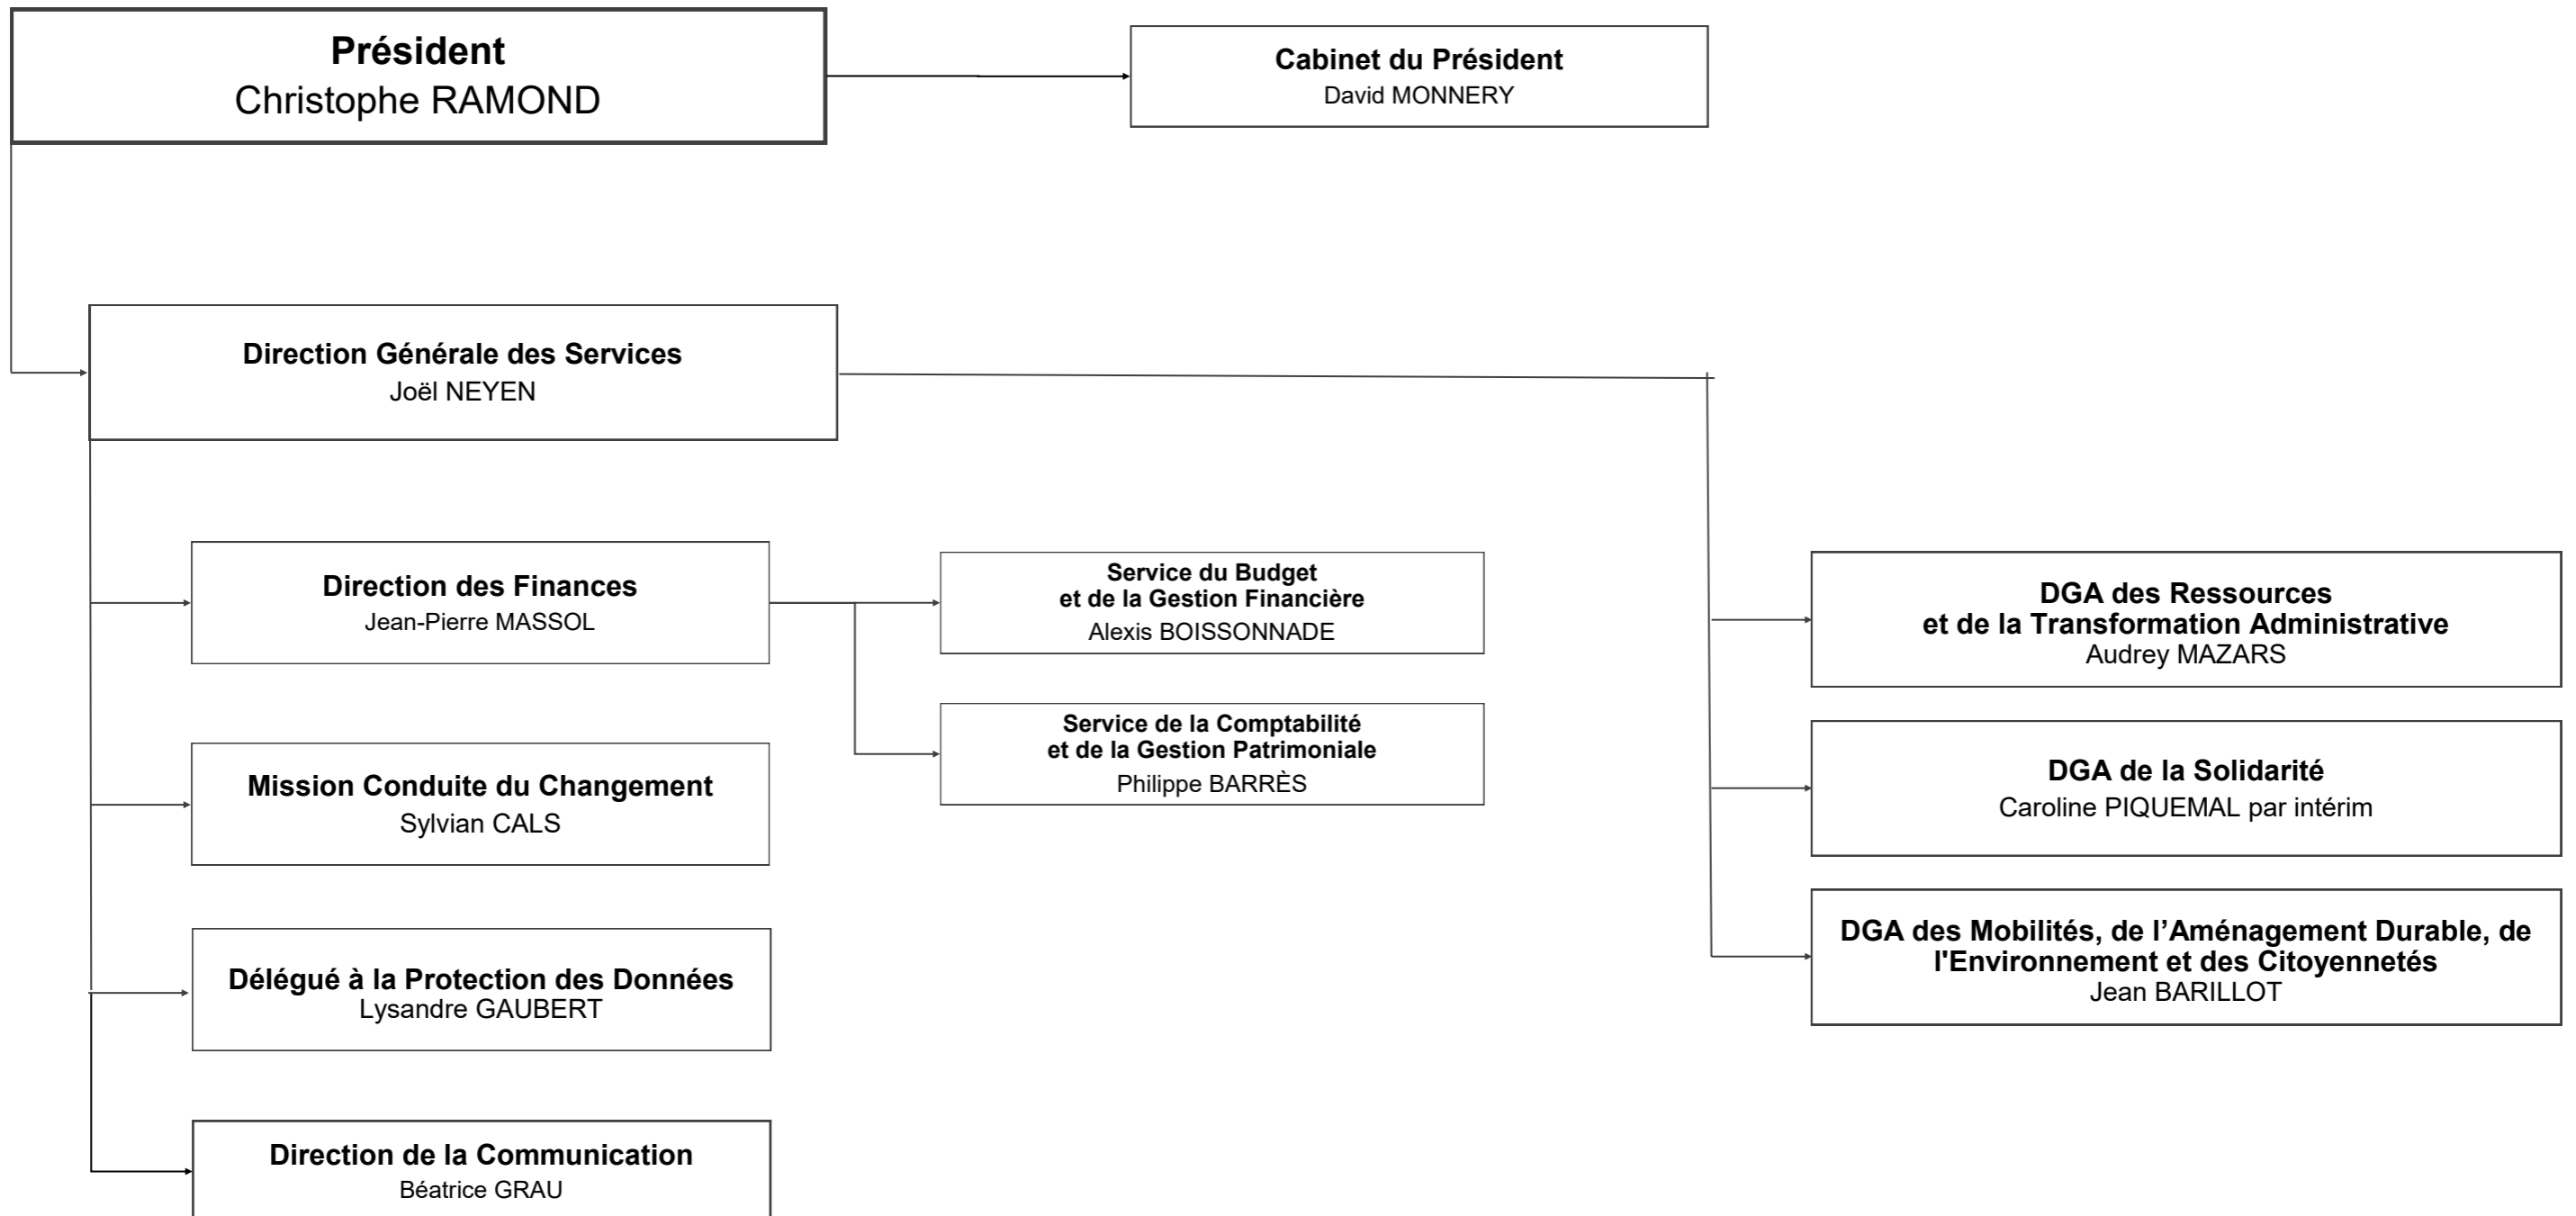 Président
Christophe RAMOND
Cabinet du Président
David MONNERY
Direction Générale des Services
Joël NEYEN
Direction des Finances
Jean-Pierre MASSOL
Service du Budget
et de la Gestion Financière
Alexis BOISSONNADE
Service de la Comptabilité
et de la Gestion Patrimoniale
Philippe BARRÈS
Mission Conduite du Changement
Sylvian CALS
Délégué à la Protection des Données
Lysandre GAUBERT
Direction de la Communication
Béatrice GRAU
DGA des Ressources
et de la Transformation Administrative
Audrey MAZARS
DGA de la Solidarité
Caroline PIQUEMAL par intérim
DGA des Mobilités, de l’Aménagement Durable, de
l'Environnement et des Citoyennetés
Jean BARILLOT